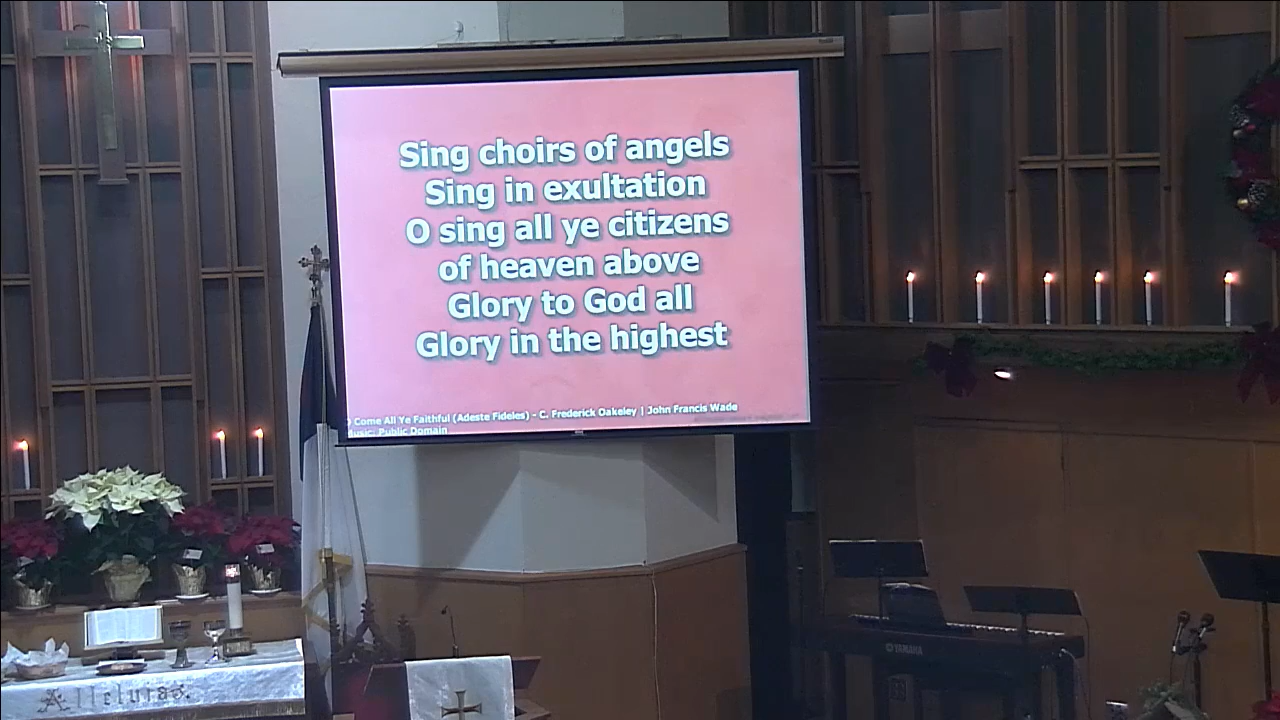 Sing choirs of angels
Sing in exultation
O sing all ye citizens
of heaven above
Glory to God all
Glory in the highest
Come All Ye Faithful (Adeste Fideles) - C. Frederick Oakeley | John Francis Wade
Music: Public Domain
Alleluia
YAMAHA